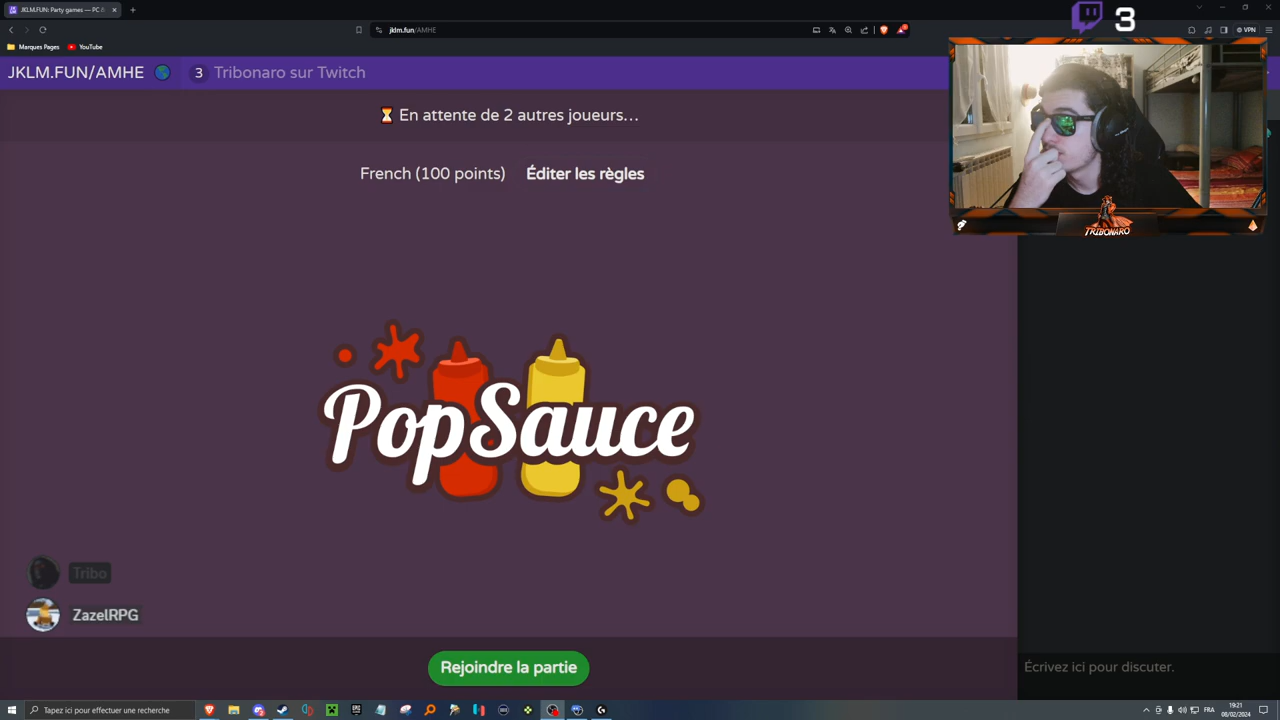 JKLM.FUN: Party games — PC &
3
jklm.fun/AMHE
VPN
Marques Pages
YouTube
JKLM.FUN/AMHE
3
Tribonaro sur Twitch
⏳ En attente de 2 autres joueurs…
French (100 points)
Éditer les règles
TRIBONARO
PopSauce
Tribo
ZazelRPG
Rejoindre la partie
Écrivez ici pour discuter.
Tapez ici pour effectuer une recherche
FRA
19:21
08/02/2024